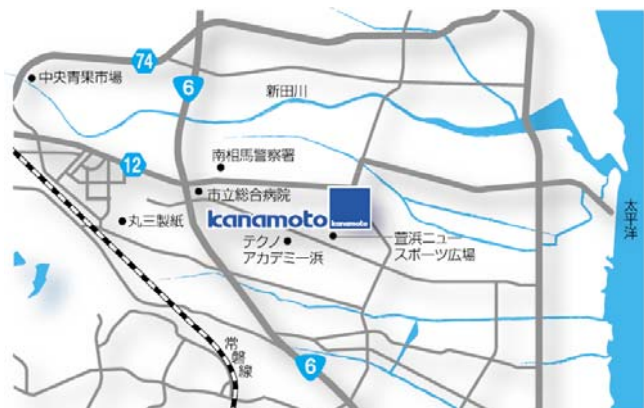 74
中央青果市場
6
新田川
南相馬警察署
12
市立総合病院
kanamoto
kanamoto
丸三製紙
テクノ
アカデミー浜
萱浜ニュー
スポーツ広場
太平洋
常磐線
6